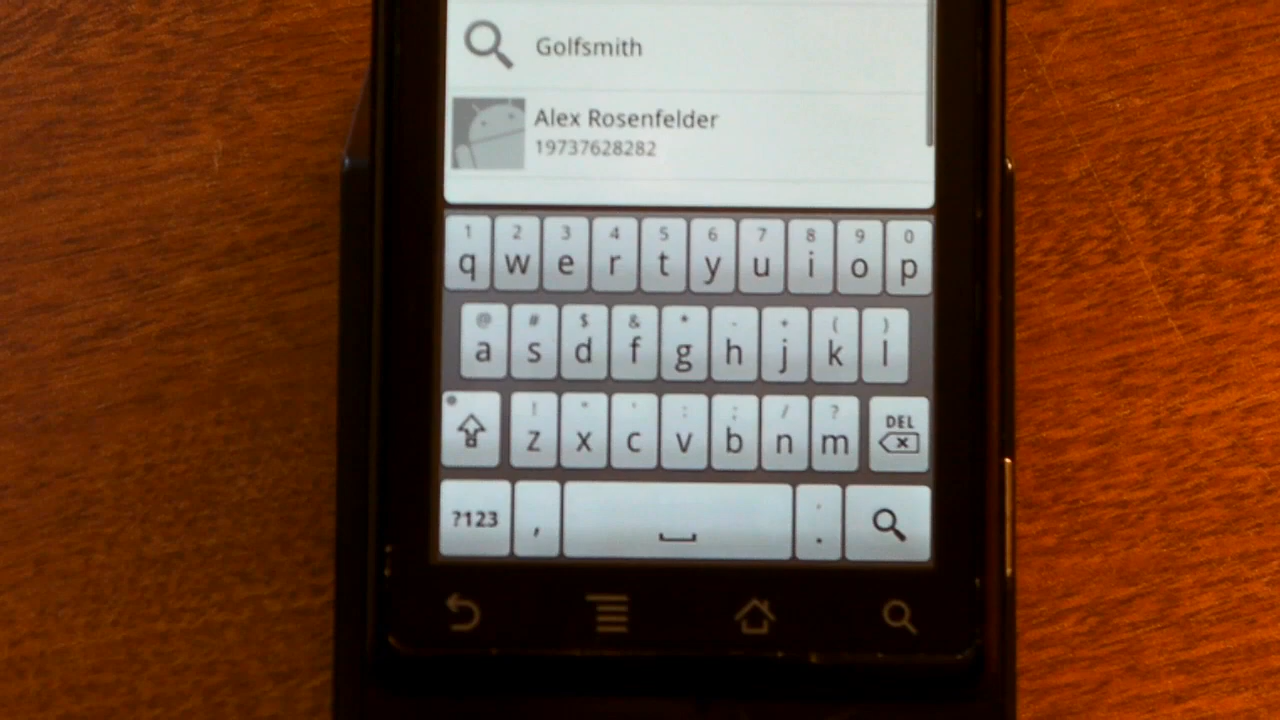 Golfsmith
Alex Rosenfelder
19737628282
1 2 3 4 5 6 7 8 9 0
q w e r t y u i o p
@ # $ & * - + ( )
a s d f g h j k l
! " ' : ; / ?
z x c v b n m
DEL
?123 , .